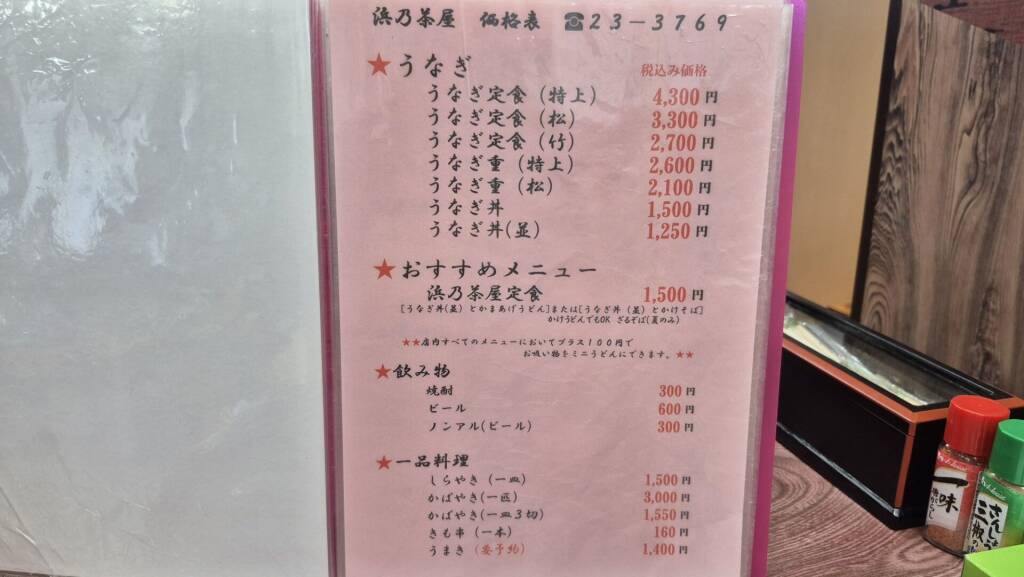 浜乃茶屋 価格表 ☎23-3769
★うなぎ 税込み価格
うなぎ定食(特上) 4,300円
うなぎ定食(松) 3,300円
うなぎ定食(竹) 2,700円
うなぎ重(特上) 2,600円
うなぎ重(松) 2,100円
うなぎ丼 1,500円
うなぎ丼(並) 1,250円
★おすすめメニュー
浜乃茶屋定食 1,500円
[うなぎ丼(並)とかまあげうどん]または[うなぎ丼(並)とかけそば]
かけうどんでもOK ざるそば(夏のみ)
★★店内すべてのメニューにおいてプラス100円で
お吸い物をミニうどんにできます。★★
★飲み物
焼酎 300円
ビール 600円
ノンアル(ビール) 300円
★一品料理
しらやき(一皿) 1,500円
かばやき(一匹) 3,000円
かばやき(一皿3切) 1,550円
きも串(一本) 160円
うまき(要予約) 1,400円
一味
さんしょう